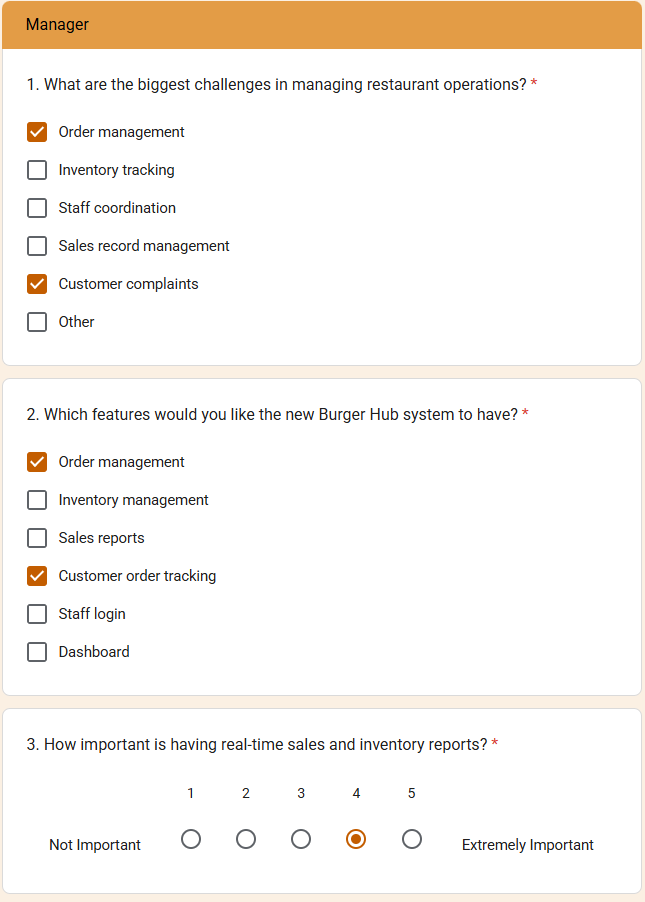 Manager
1. What are the biggest challenges in managing restaurant operations? *
Order management
Inventory tracking
Staff coordination
Sales record management
Customer complaints
Other
2. Which features would you like the new Burger Hub system to have? *
Order management
Inventory management
Sales reports
Customer order tracking
Staff login
Dashboard
3. How important is having real-time sales and inventory reports? *
1 2 3 4 5
Not Important Extremely Important